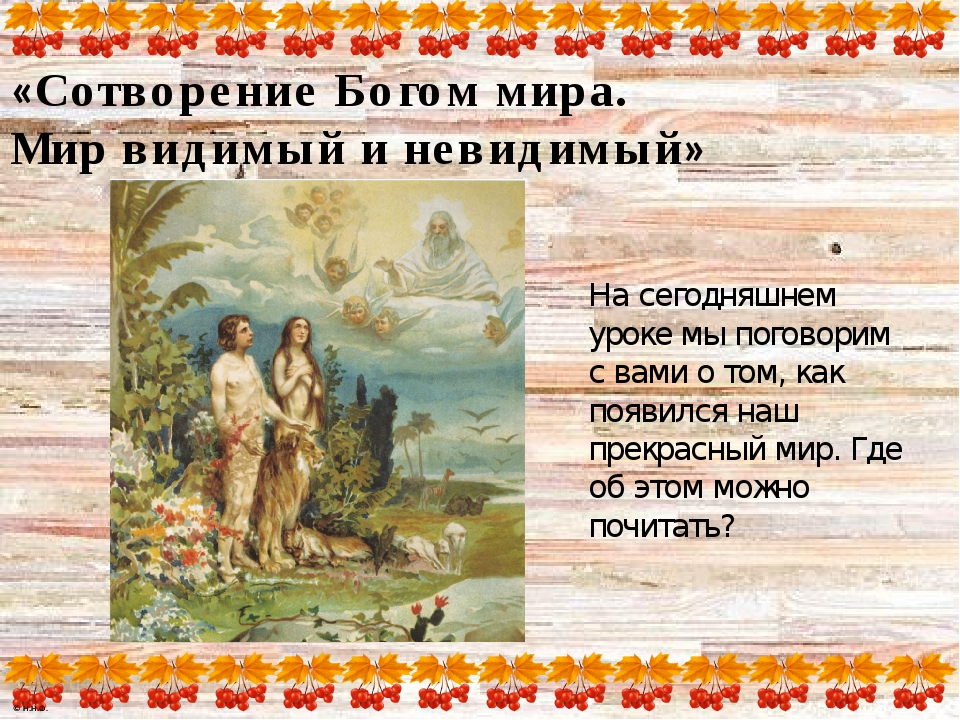 «Сотворение Богом мира.
Мир видимый и невидимый»
На сегодняшнем
уроке мы поговорим
с вами о том, как
появился наш
прекрасный мир. Где
об этом можно
почитать?